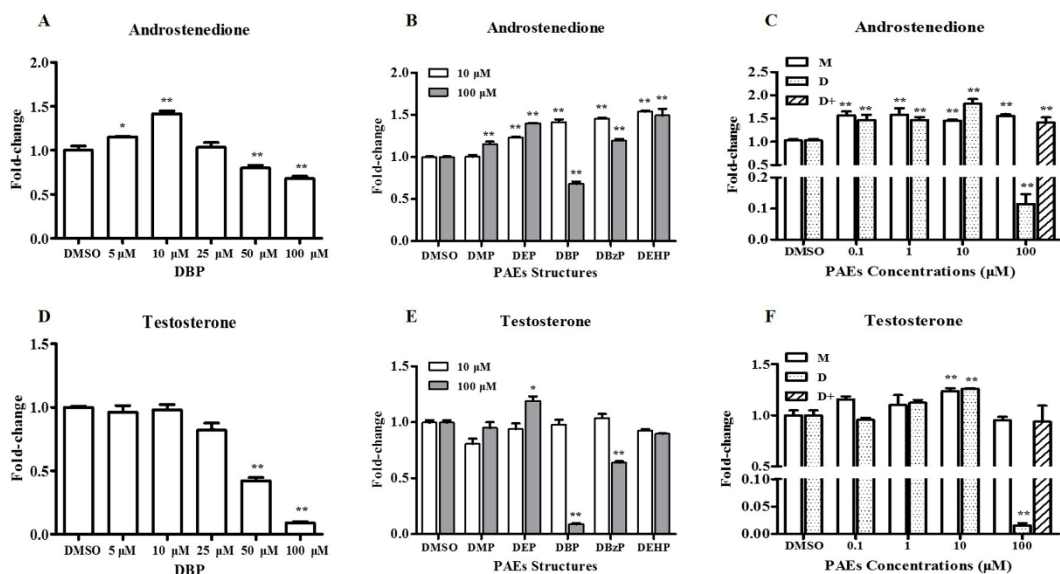 A
Androstenedione
Fold-change
2.0
1.5
1.0
0.5
0.0
*
**
**
**
DMSO 5 μM 10 μM 25 μM 50 μM 100 μM
DBP
B
Androstenedione
10 μM
100 μM
Fold-change
2.0
1.5
1.0
0.5
0.0
** ** ** ** ** ** ** ** **
DMSO DMP DEP DBP DBzP DEHP
PAEs Structures
C
Androstenedione
M
D
D+
Fold-change
2.5
2.0
1.5
1.0
0.5
0.2
0.1
0.0
** ** ** ** ** ** ** **
DMSO 0.1 1 10 100
PAEs Concentrations (μM)
D
Testosterone
Fold-change
1.5
1.0
0.5
0.0
**
**
DMSO 5 μM 10 μM 25 μM 50 μM 100 μM
DBP
E
Testosterone
10 μM
100 μM
Fold-change
1.5
1.0
0.5
0.0
*
**
**
DMSO DMP DEP DBP DBzP DEHP
PAEs Structures
F
Testosterone
M
D
D+
Fold-change
1.5
1.0
0.5
0.10
0.05
0.00
** **
**
DMSO 0.1 1 10 100
PAEs Concentrations (μM)